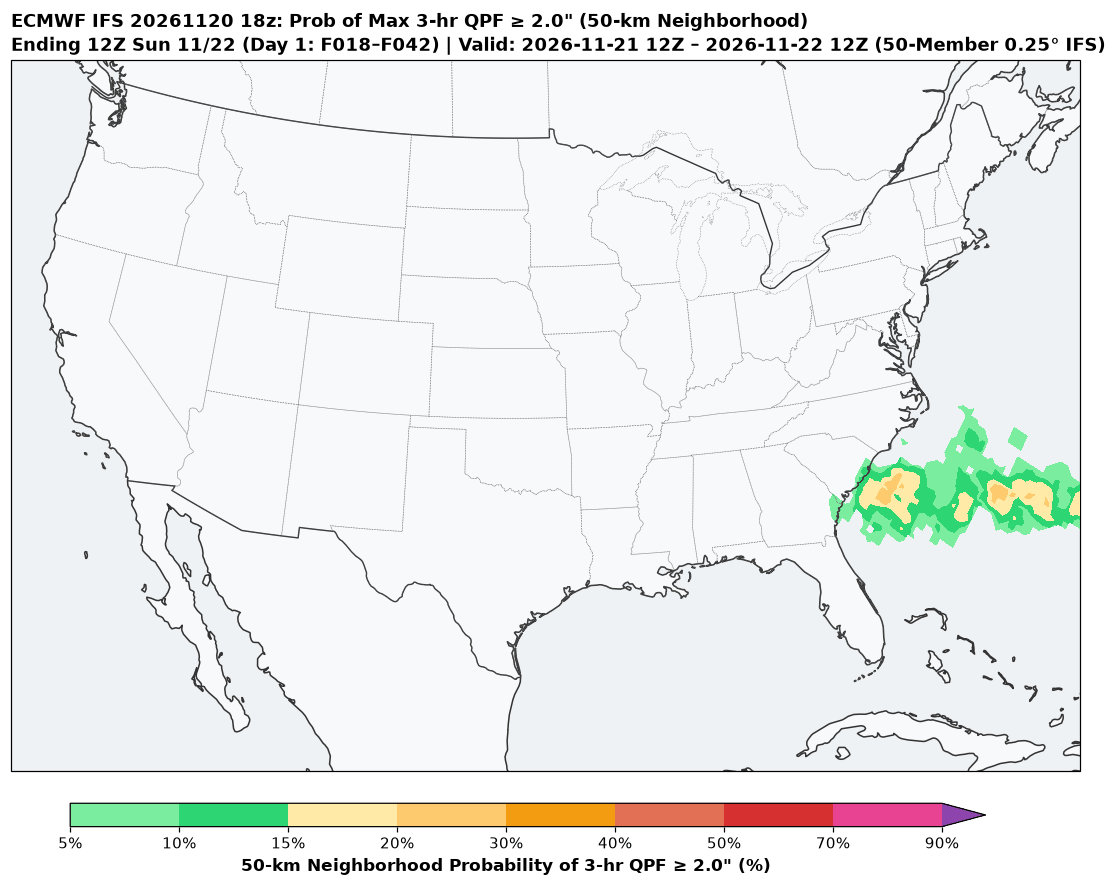 ECMWF IFS 20261120 18z: Prob of Max 3-hr QPF ≥ 2.0" (50-km Neighborhood)
Ending 12Z Sun 11/22 (Day 1: F018–F042) | Valid: 2026-11-21 12Z – 2026-11-22 12Z (50-Member 0.25° IFS)
5% 10% 15% 20% 30% 40% 50% 70% 90%
50-km Neighborhood Probability of 3-hr QPF ≥ 2.0" (%)